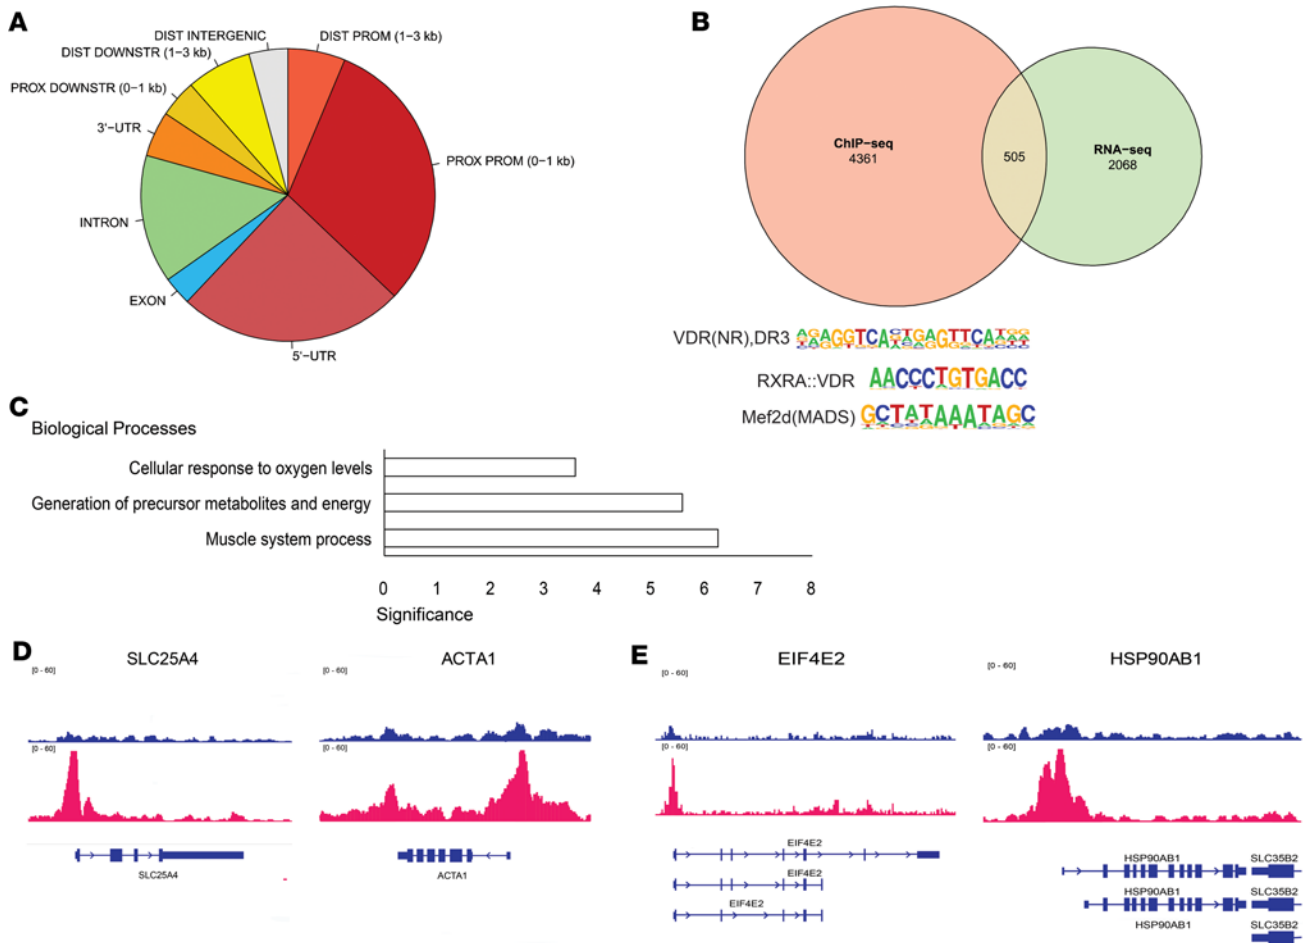 A
DIST INTERGENIC
DIST PROM (1−3 kb)
DIST DOWNSTR (1−3 kb)
PROX DOWNSTR (0−1 kb)
3'−UTR
PROX PROM (0−1 kb)
INTRON
EXON
5'−UTR
B
ChIP−seq
4361
505
RNA−seq
2068
VDR(NR),DR3
RXRA::VDR AACCCTGTGACC
Mef2d(MADS) GCTATAAATAGC
C
Biological Processes
Cellular response to oxygen levels
Generation of precursor metabolites and energy
Muscle system process
0 1 2 3 4 5 6 7 8
Significance
D
SLC25A4
[0 - 60]
[0 - 60]
SLC25A4
ACTA1
[0 - 60]
[0 - 60]
ACTA1
E
EIF4E2
[0 - 60]
[0 - 60]
EIF4E2
EIF4E2
EIF4E2
HSP90AB1
[0 - 60]
[0 - 60]
HSP90AB1 SLC35B2
HSP90AB1 SLC35B2
HSP90AB1 SLC35B2